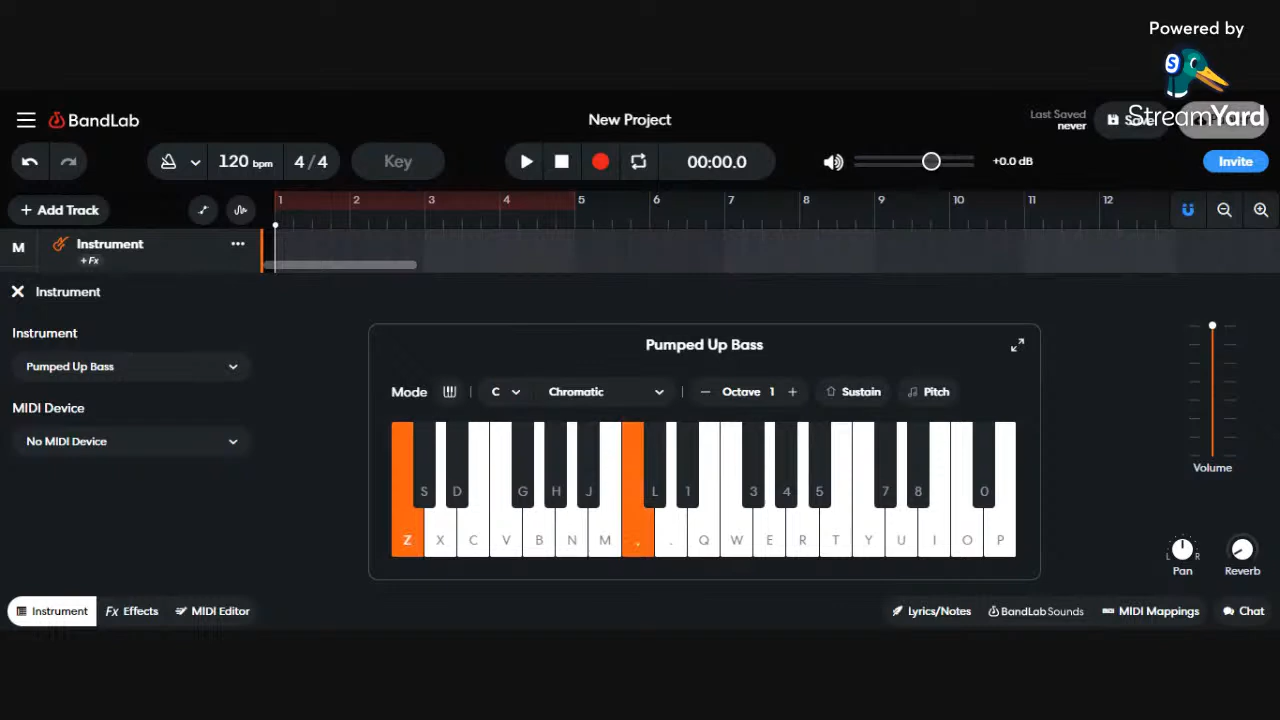 Powered by
S
StreamYard
BandLab
New Project
Last Saved
never
Save
120 bpm
4/4
Key
00:00.0
+0.0 dB
Invite
+ Add Track
1 2 3 4 5 6 7 8 9 10 11 12
M
Instrument
+ Fx
Instrument
Instrument
Pumped Up Bass
MIDI Device
No MIDI Device
Pumped Up Bass
Mode
C
Chromatic
Octave 1
Sustain
Pitch
S D G H J L 1 3 4 5 7 8 0
Z X C V B N M , . Q W E R T Y U I O P
Volume
L R
Pan
Reverb
Instrument
Fx Effects
MIDI Editor
Lyrics/Notes
BandLab Sounds
MIDI Mappings
Chat